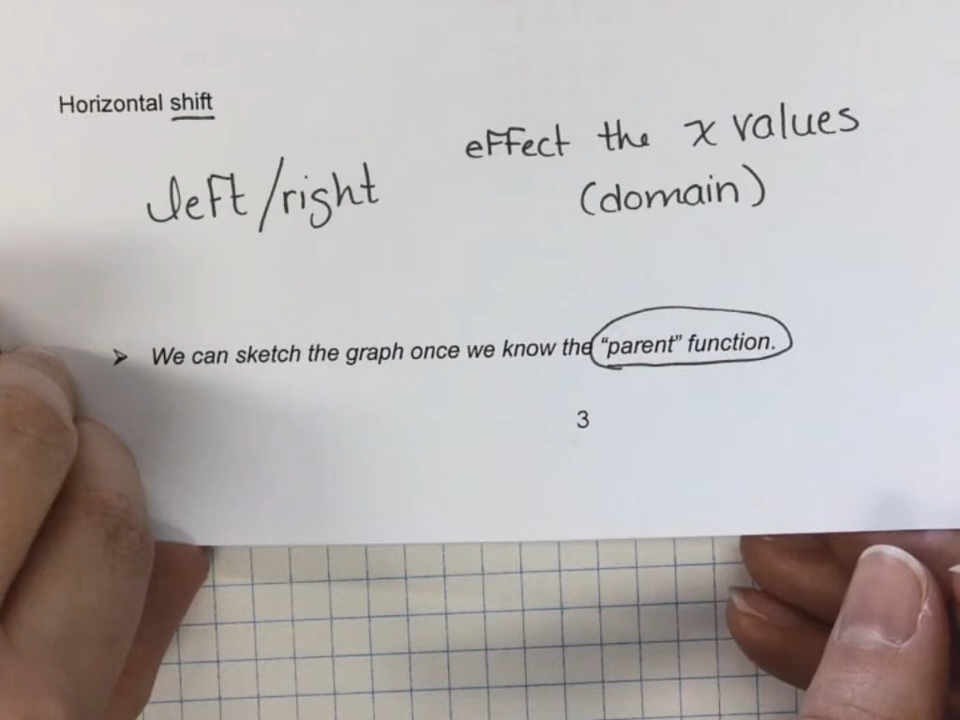 Horizontal shift
left/right
effect the x values
(domain)
➤ We can sketch the graph once we know the “parent” function.
3